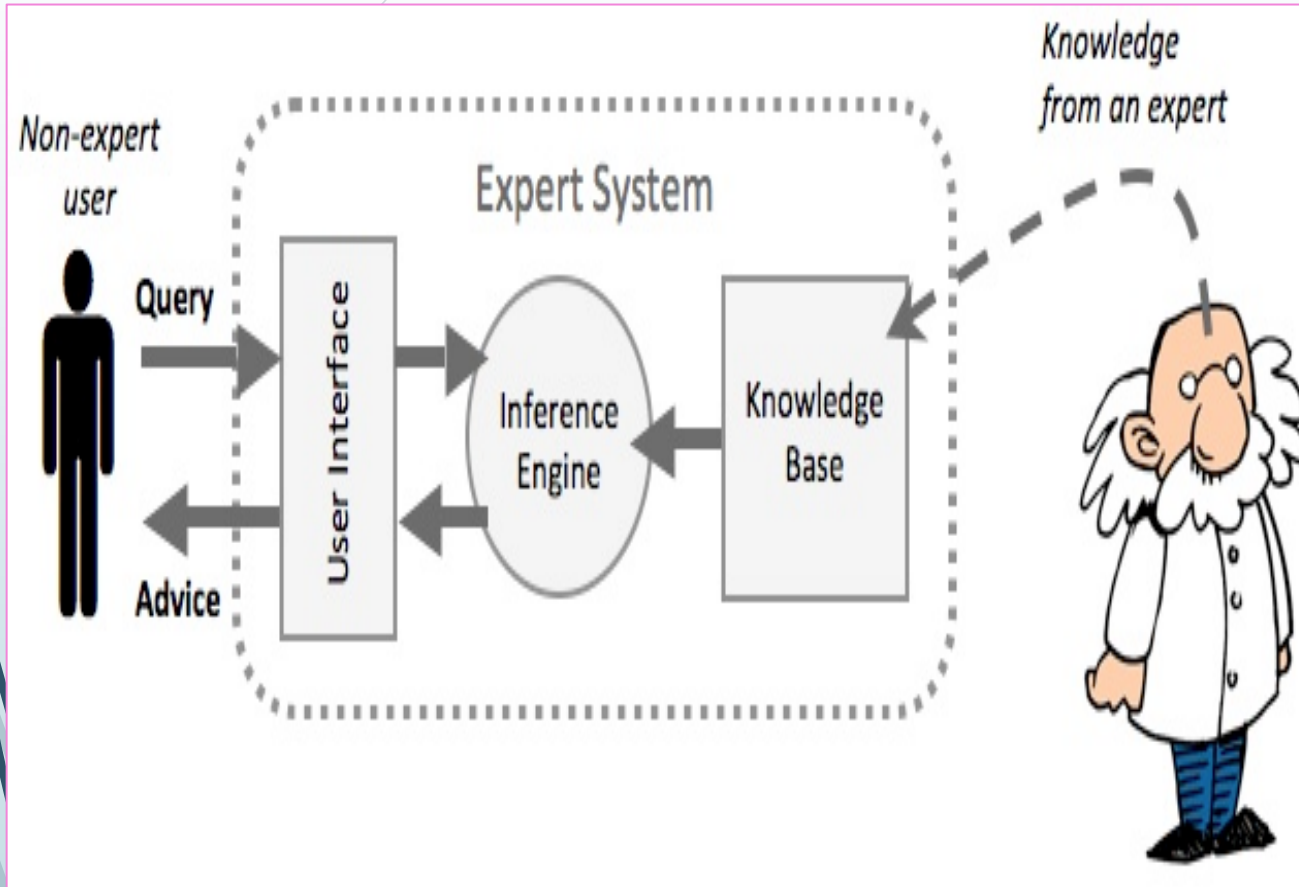 Knowledge
from an expert
Non-expert
user
Expert System
Query
User Interface
Inference
Engine
Knowledge
Base
Advice